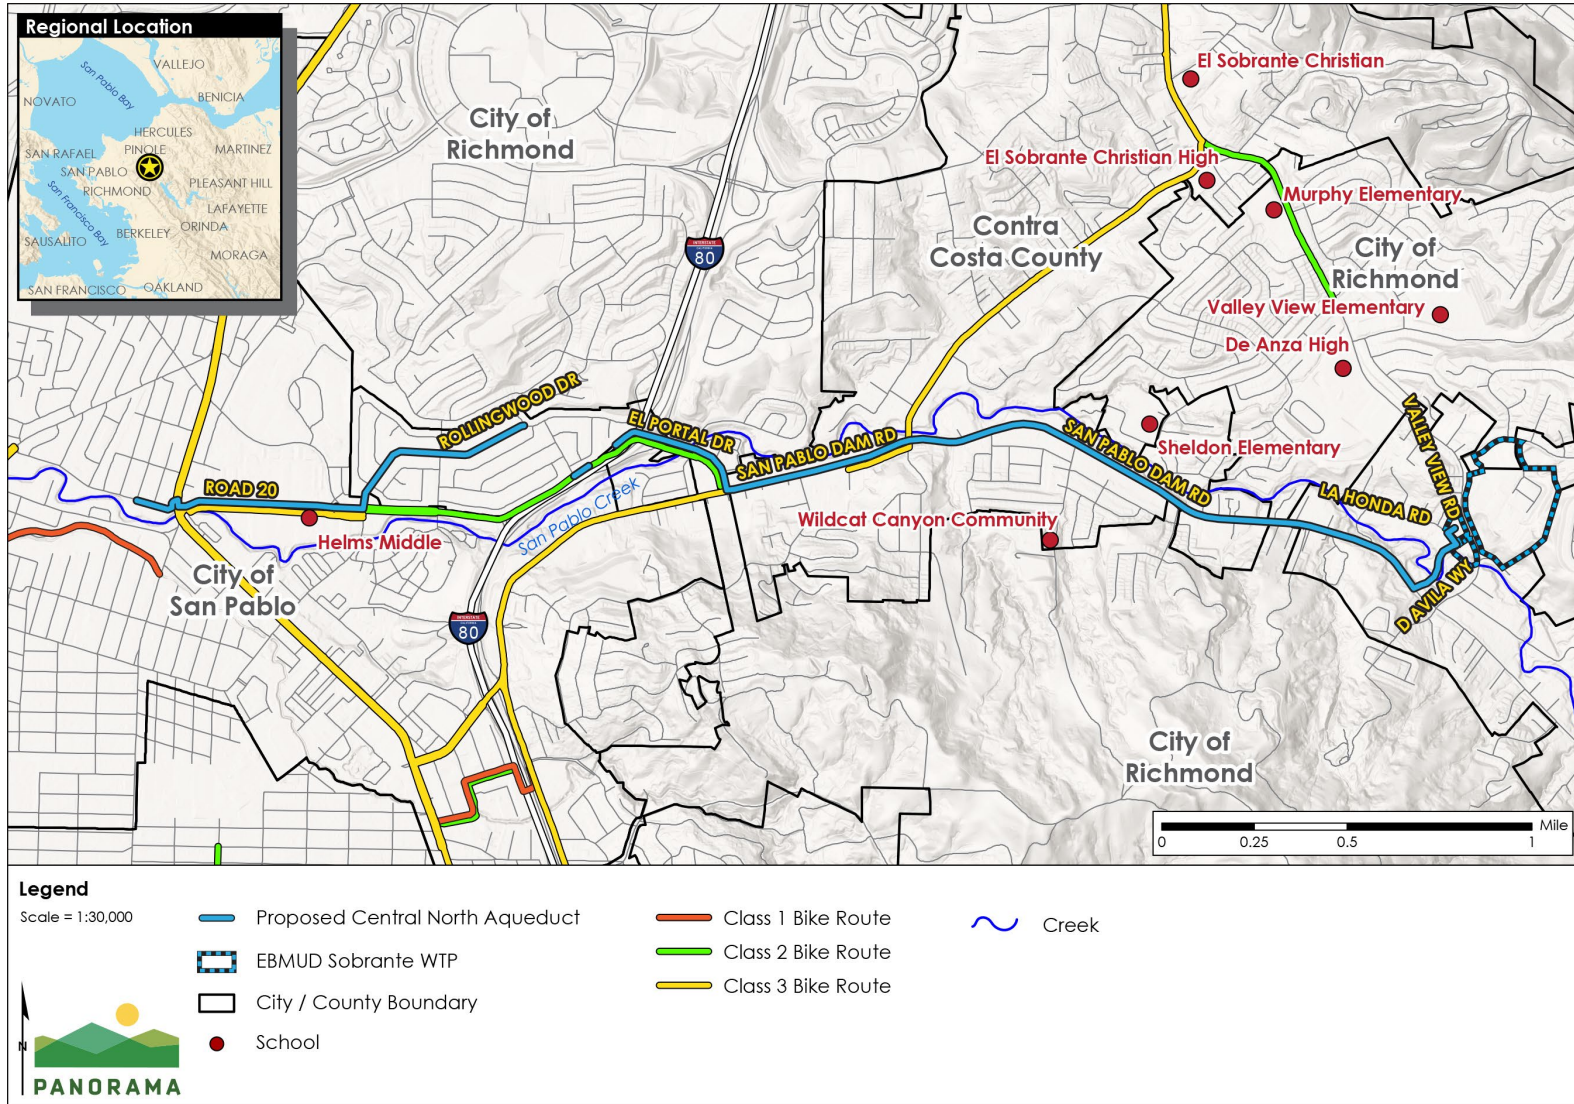 Regional Location
San Pablo Bay
VALLEJO
NOVATO
BENICIA
HERCULES
PINOLE
SAN RAFAEL
MARTINEZ
SAN PABLO
RICHMOND
PLEASANT HILL
San Francisco Bay
LAFAYETTE
BERKELEY
ORINDA
SAUSALITO
MORAGA
SAN FRANCISCO
OAKLAND
City of
Richmond
El Sobrante Christian
El Sobrante Christian High
Murphy Elementary
Contra
Costa County
City of
Richmond
INTERSTATE
CALIFORNIA
80
Valley View Elementary
De Anza High
ROLLINGWOOD DR
EL PORTAL DR
SAN PABLO DAM RD
SAN PABLO DAM RD
Sheldon Elementary
VALLEY VIEW RD
LA HONDA RD
ROAD 20
Helms Middle
San Pablo Creek
Wildcat Canyon Community
D AVILA WY
City of
San Pablo
INTERSTATE
CALIFORNIA
80
City of
Richmond
Mile
0 0.25 0.5 1
Legend
Scale = 1:30,000
Proposed Central North Aqueduct
EBMUD Sobrante WTP
City / County Boundary
School
Class 1 Bike Route
Class 2 Bike Route
Class 3 Bike Route
Creek
N
PANORAMA